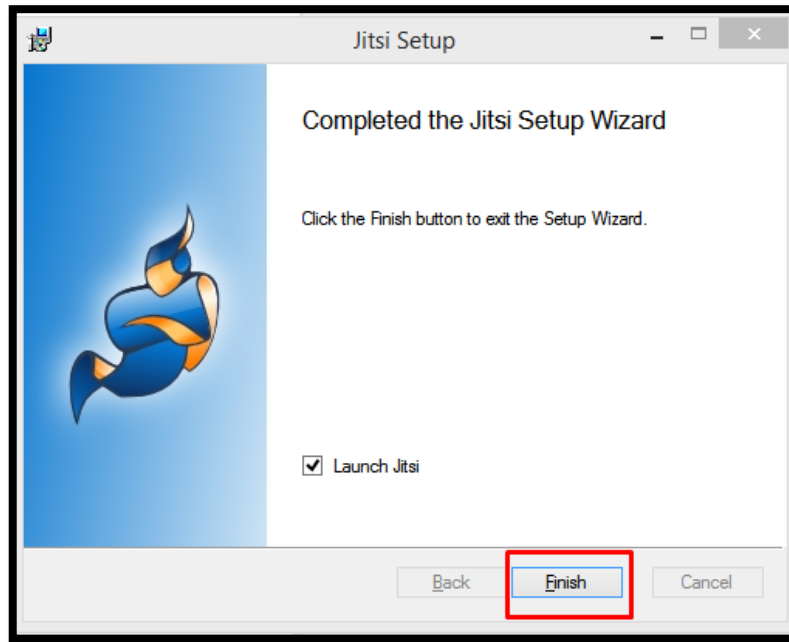 Jitsi Setup
Completed the Jitsi Setup Wizard
Click the Finish button to exit the Setup Wizard.
Launch Jitsi
Back Finish Cancel